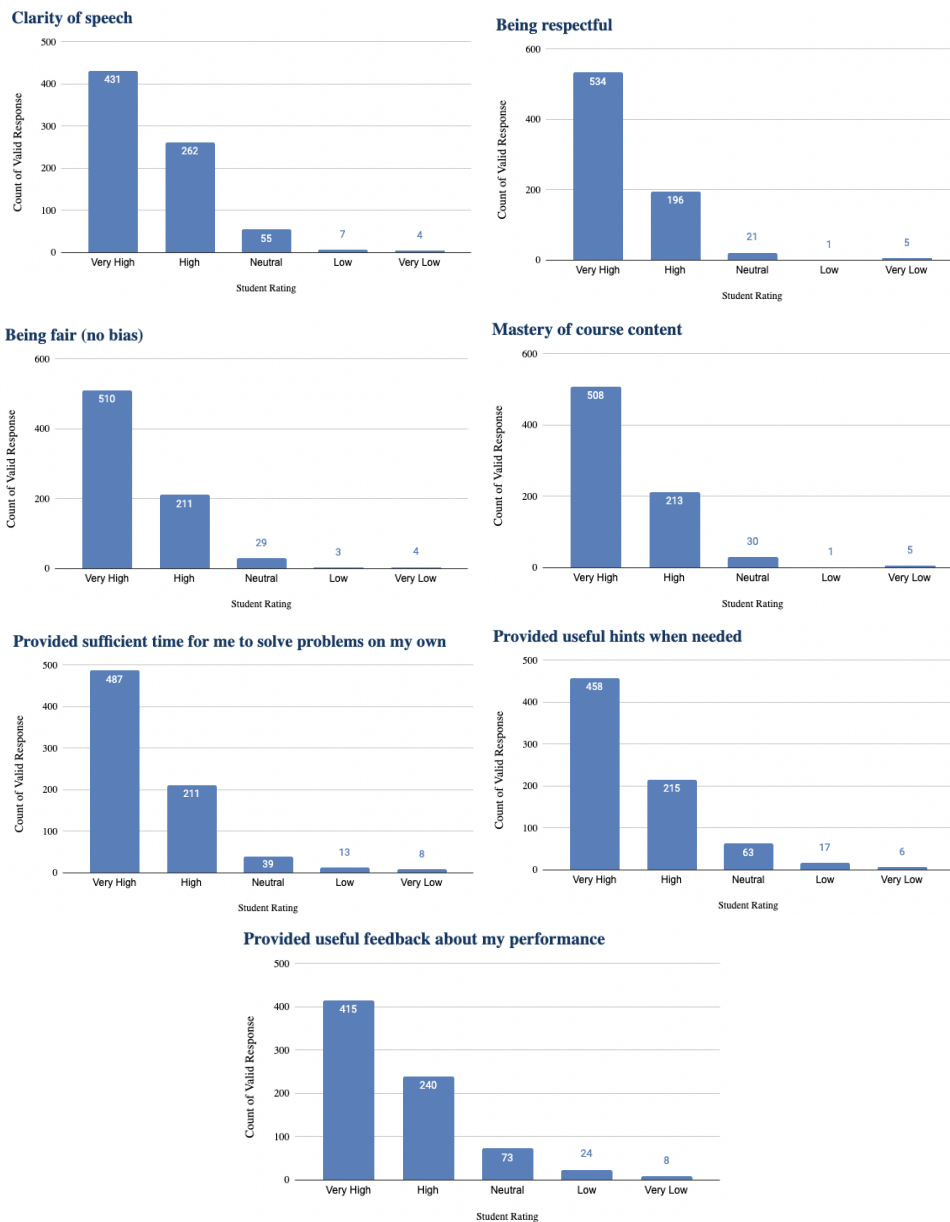 Clarity of speech
500
400
300
200
100
0
Count of Valid Response
431
262
55
7
4
Very High
High
Neutral
Low
Very Low
Student Rating
Being respectful
600
400
200
0
Count of Valid Response
534
196
21
1
5
Very High
High
Neutral
Low
Very Low
Student Rating
Being fair (no bias)
600
400
200
0
Count of Valid Response
510
211
29
3
4
Very High
High
Neutral
Low
Very Low
Student Rating
Mastery of course content
600
400
200
0
Count of Valid Response
508
213
30
1
5
Very High
High
Neutral
Low
Very Low
Student Rating
Provided sufficient time for me to solve problems on my own
500
400
300
200
100
0
Count of Valid Response
487
211
39
13
8
Very High
High
Neutral
Low
Very Low
Student Rating
Provided useful hints when needed
500
400
300
200
100
0
Count of Valid Response
458
215
63
17
6
Very High
High
Neutral
Low
Very Low
Student Rating
Provided useful feedback about my performance
500
400
300
200
100
0
Count of Valid Response
415
240
73
24
8
Very High
High
Neutral
Low
Very Low
Student Rating